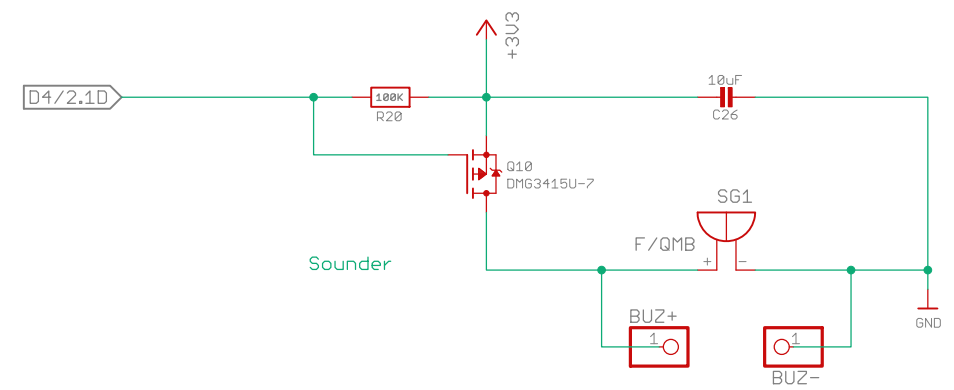 +3V3
D4/2.1D
100K
R20
10uF
C26
Q10
DMG3415U-7
SG1
F/QMB
+
-
Sounder
BUZ+
1
1
BUZ-
GND